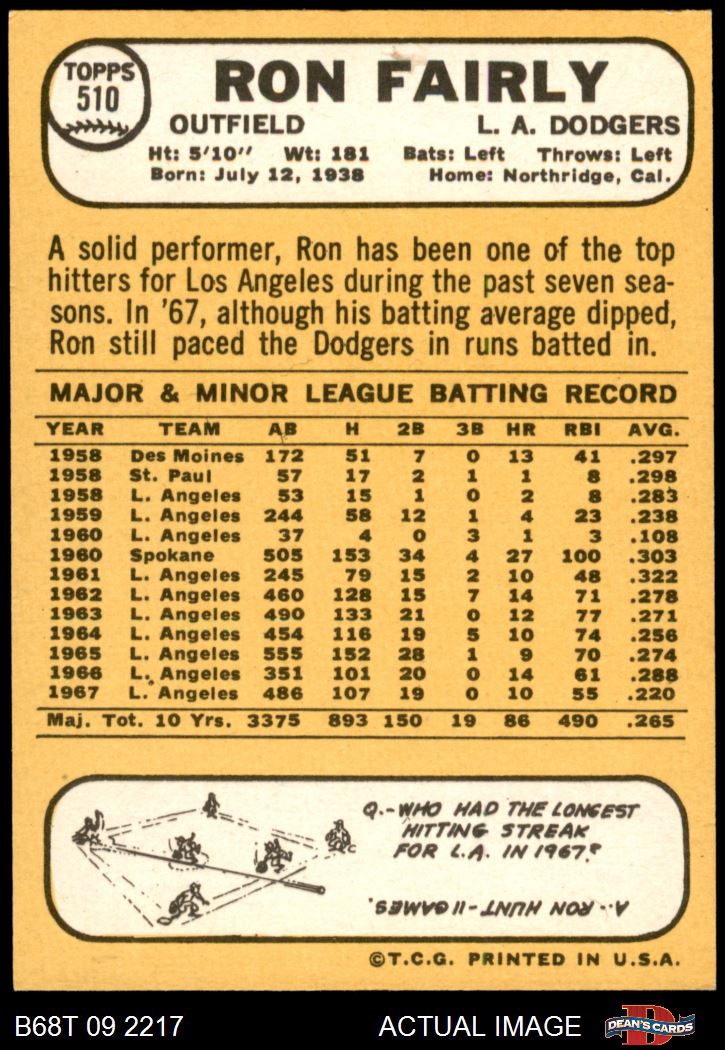 TOPPS
510
RON FAIRLY
OUTFIELD L. A. DODGERS
Ht: 5'10" Wt: 181 Bats: Left Throws: Left
Born: July 12, 1938 Home: Northridge, Cal.
A solid performer, Ron has been one of the top
hitters for Los Angeles during the past seven sea-
sons. In '67, although his batting average dipped,
Ron still paced the Dodgers in runs batted in.
MAJOR & MINOR LEAGUE BATTING RECORD
YEAR TEAM AB H 2B 3B HR RBI AVG.
1958 Des Moines 172 51 7 0 13 41 .297
1958 St. Paul 57 17 2 1 1 8 .298
1958 L. Angeles 53 15 1 0 2 8 .283
1959 L. Angeles 244 58 12 1 4 23 .238
1960 L. Angeles 37 4 0 3 1 3 .108
1960 Spokane 505 153 34 4 27 100 .303
1961 L. Angeles 245 79 15 2 10 48 .322
1962 L. Angeles 460 128 15 7 14 71 .278
1963 L. Angeles 490 133 21 0 12 77 .271
1964 L. Angeles 454 116 19 5 10 74 .256
1965 L. Angeles 555 152 28 1 9 70 .274
1966 L. Angeles 351 101 20 0 14 61 .288
1967 L. Angeles 486 107 19 0 10 55 .220
Maj. Tot. 10 Yrs. 3375 893 150 19 86 490 .265
Q.-WHO HAD THE LONGEST
HITTING STREAK
FOR L.A. IN 1967?
A.- RON HUNT-11 GAMES.
©T.C.G. PRINTED IN U.S.A.
B68T 09 2217 ACTUAL IMAGE
D
DEAN'S CARDS